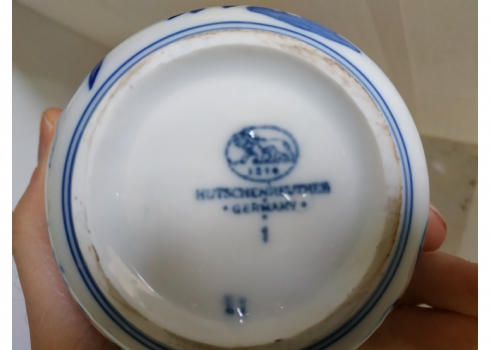 1814
HUTSCHENREUTHER
• GERMANY •
1